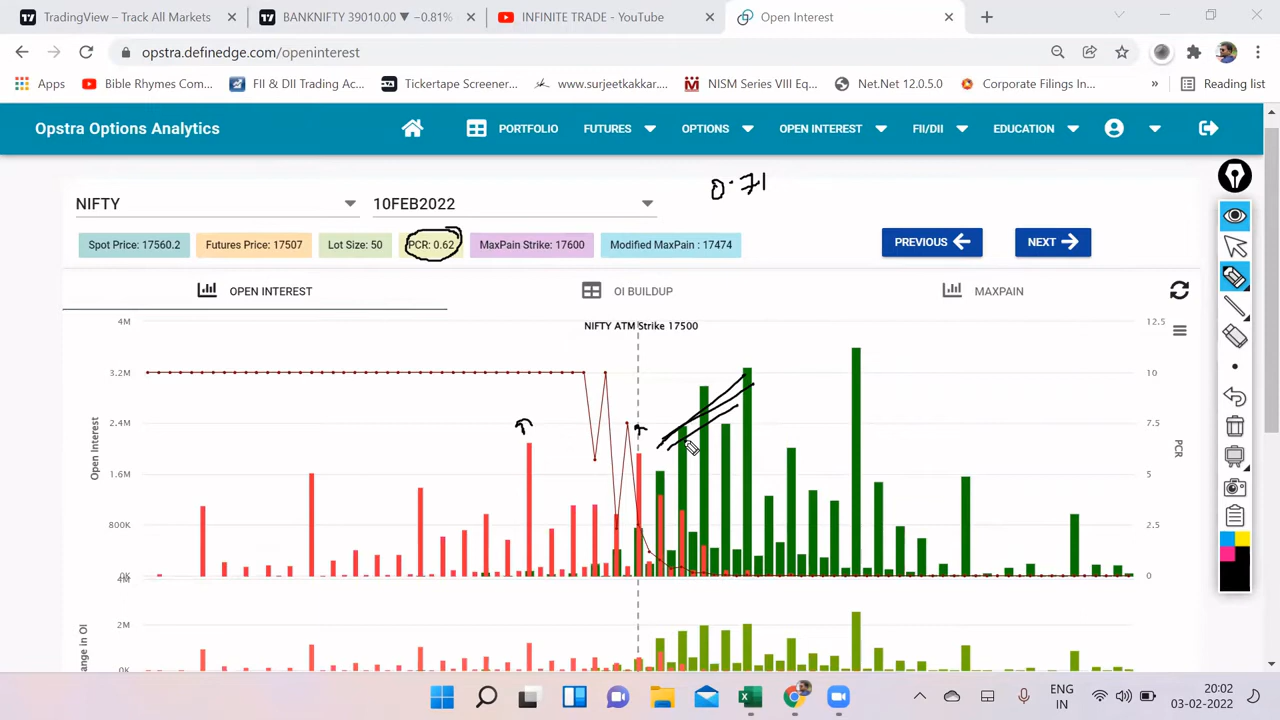 TradingView – Track All Markets
BANKNIFTY 39010.00 ▼ −0.81%
INFINITE TRADE - YouTube
Open Interest
opstra.definedge.com/openinterest
Apps
Bible Rhymes Com...
FII & DII Trading Ac...
Tickertape Screener...
www.surjeetkakkar....
NISM Series VIII Eq...
Net.Net 12.0.5.0
Corporate Filings In...
»
Reading list
Opstra Options Analytics
PORTFOLIO
FUTURES
OPTIONS
OPEN INTEREST
FII/DII
EDUCATION
0.71
NIFTY
10FEB2022
Spot Price: 17560.2
Futures Price: 17507
Lot Size: 50
PCR: 0.62
MaxPain Strike: 17600
Modified MaxPain : 17474
PREVIOUS
NEXT
OPEN INTEREST
OI BUILDUP
MAXPAIN
NIFTY ATM Strike 17500
4M
3.2M
2.4M
1.6M
800K
0K
Open Interest
12.5
10
7.5
5
2.5
0
PCR
4M
2M
0K
ange in OI
ENG
IN
20:02
03-02-2022